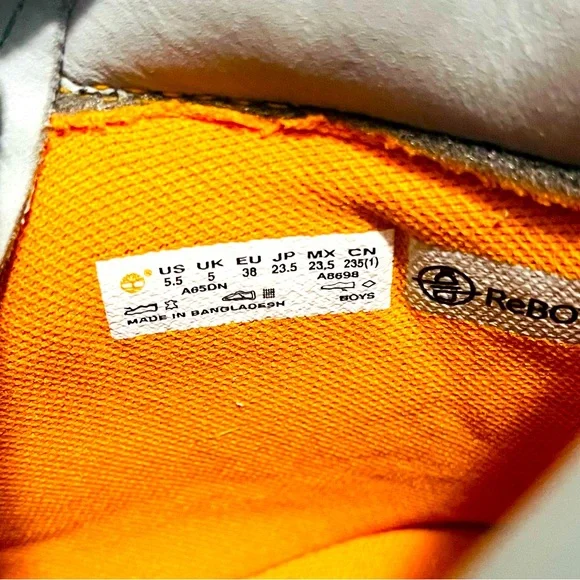 US UK EU JP MX CN
5.5 5 38 23.5 23.5 235(1)
A65DN A8698
BOYS
MADE IN BANGLADESH
ReBO